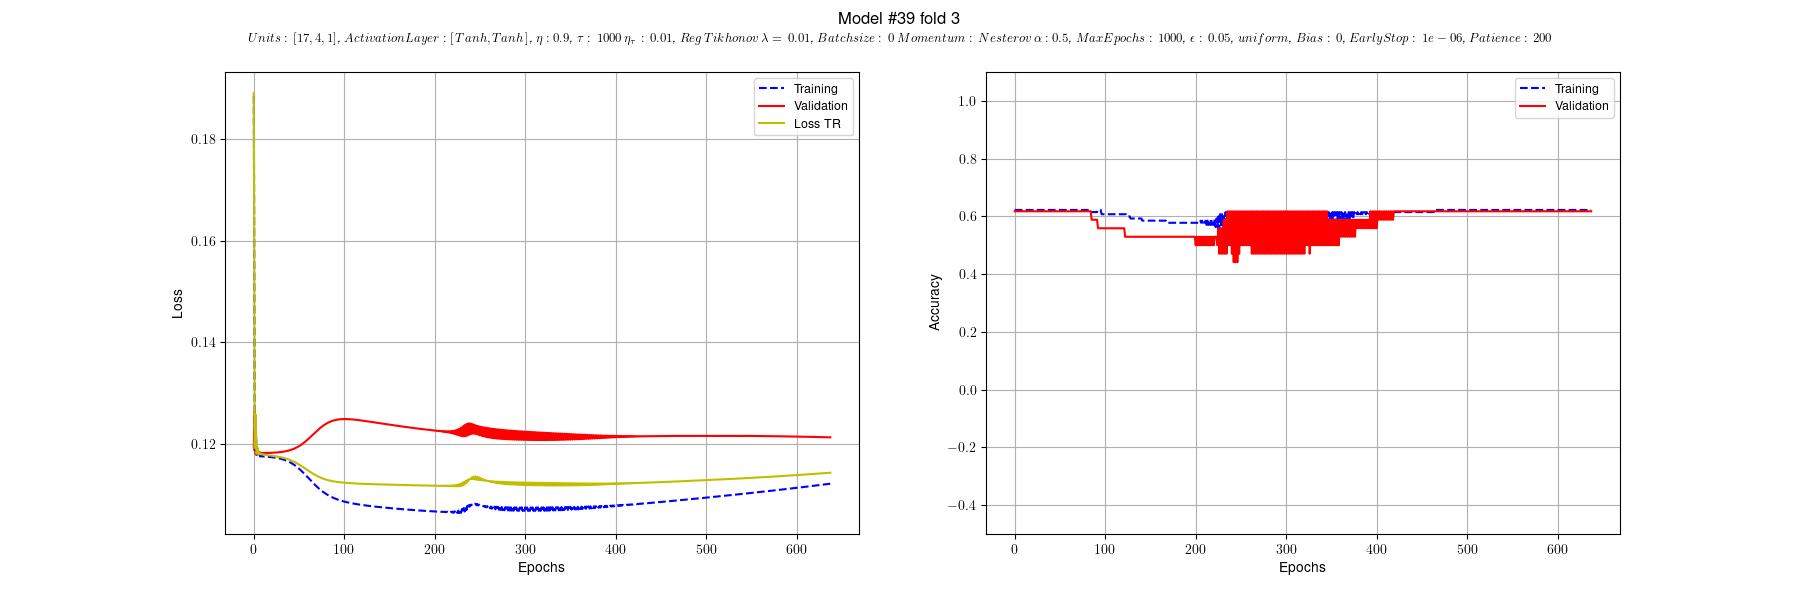 Model #39 fold 3
Units : [17, 4, 1], ActivationLayer : [Tanh, Tanh], η : 0.9, τ : 1000 η_τ : 0.01, Reg Tikhonov λ = 0.01, Batchsize : 0 Momentum : Nesterov α : 0.5, MaxEpochs : 1000, ϵ : 0.05, uniform, Bias : 0, EarlyStop : 1e − 06, Patience : 200
Training
Validation
Loss TR
0.18
0.16
0.14
0.12
Loss
0 100 200 300 400 500 600
Epochs
Training
Validation
1.0
0.8
0.6
0.4
0.2
0.0
−0.2
−0.4
Accuracy
0 100 200 300 400 500 600
Epochs